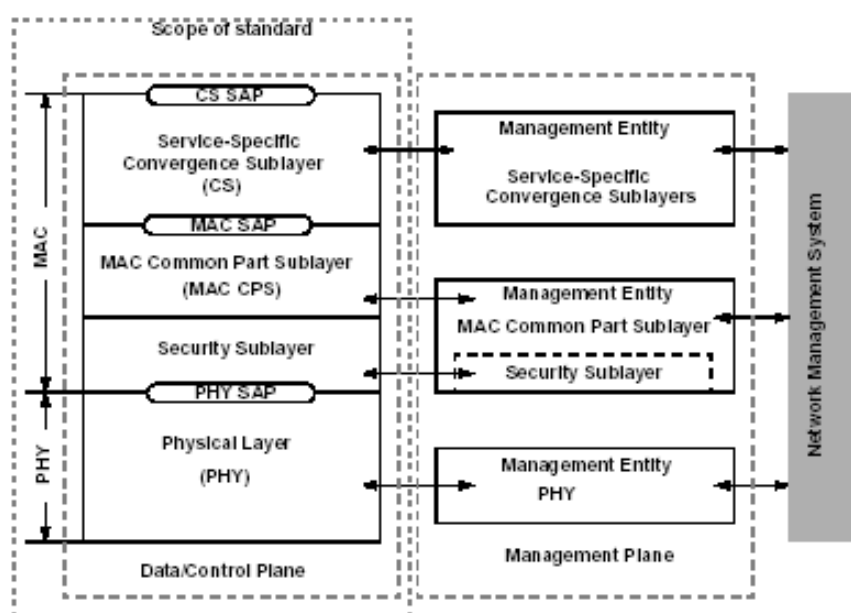 Scope of standard
CS SAP
Service-Specific
Convergence Sublayer
(CS)
MAC SAP
MAC Common Part Sublayer
(MAC CPS)
Security Sublayer
PHY SAP
Physical Layer
(PHY)
Data/Control Plane
MAC
PHY
Management Entity
Service-Specific
Convergence Sublayers
Management Entity
MAC Common Part Sublayer
Security Sublayer
Management Entity
PHY
Management Plane
Network Management System